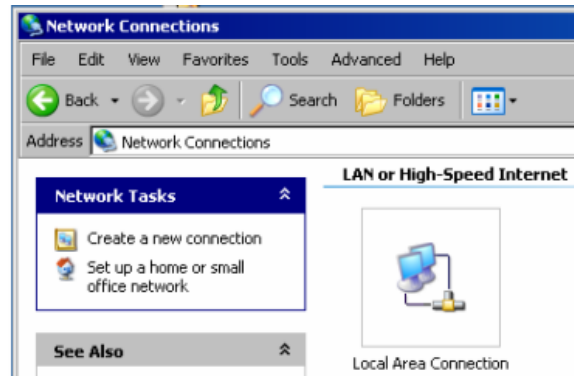 Network Connections
File Edit View Favorites Tools Advanced Help
Back Search Folders
Address Network Connections
LAN or High-Speed Internet
Network Tasks
Create a new connection
Set up a home or small
office network
See Also
Local Area Connection